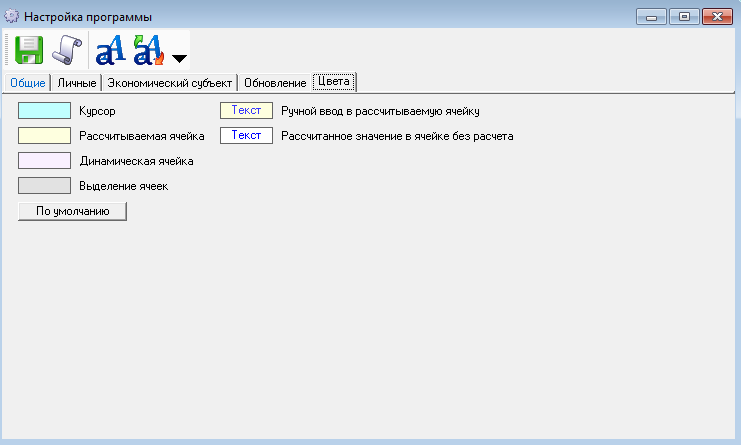 Настройка программы
Общие Личные Экономический субъект Обновление Цвета
Курсор Текст Ручной ввод в рассчитываемую ячейку
Рассчитываемая ячейка Текст Рассчитанное значение в ячейке без расчета
Динамическая ячейка
Выделение ячеек
По умолчанию